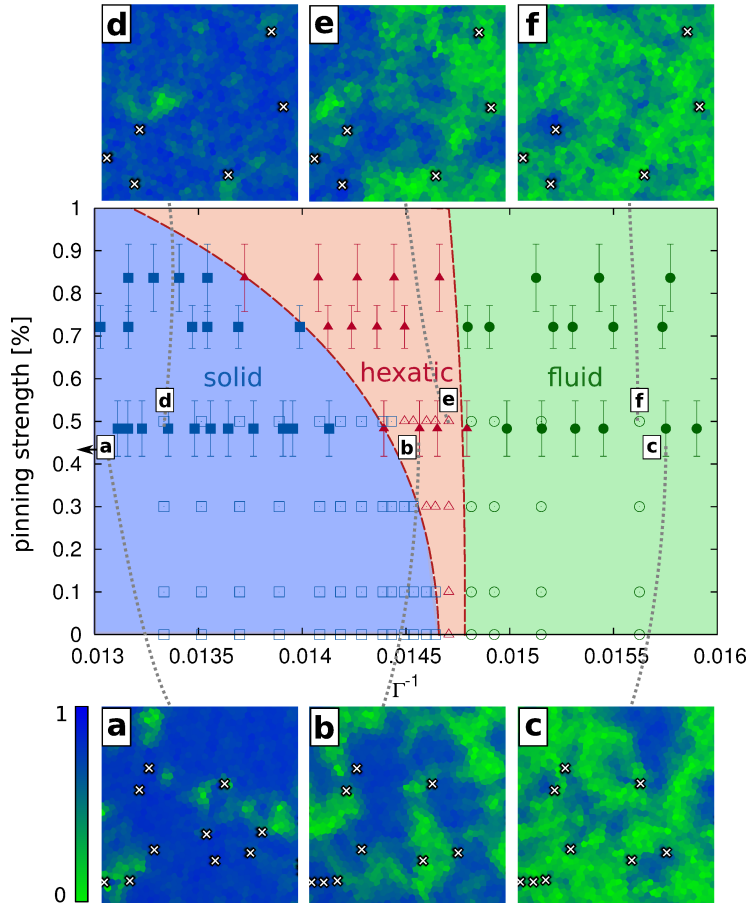 d e f
1
0.9
0.8
0.7
0.6
0.5
0.4
0.3
0.2
0.1
0
pinning strength [%]
solid hexatic fluid
d e f
a b c
0.013 0.0135 0.014 0.0145 0.015 0.0155 0.016
Γ-1
1
0
a b c